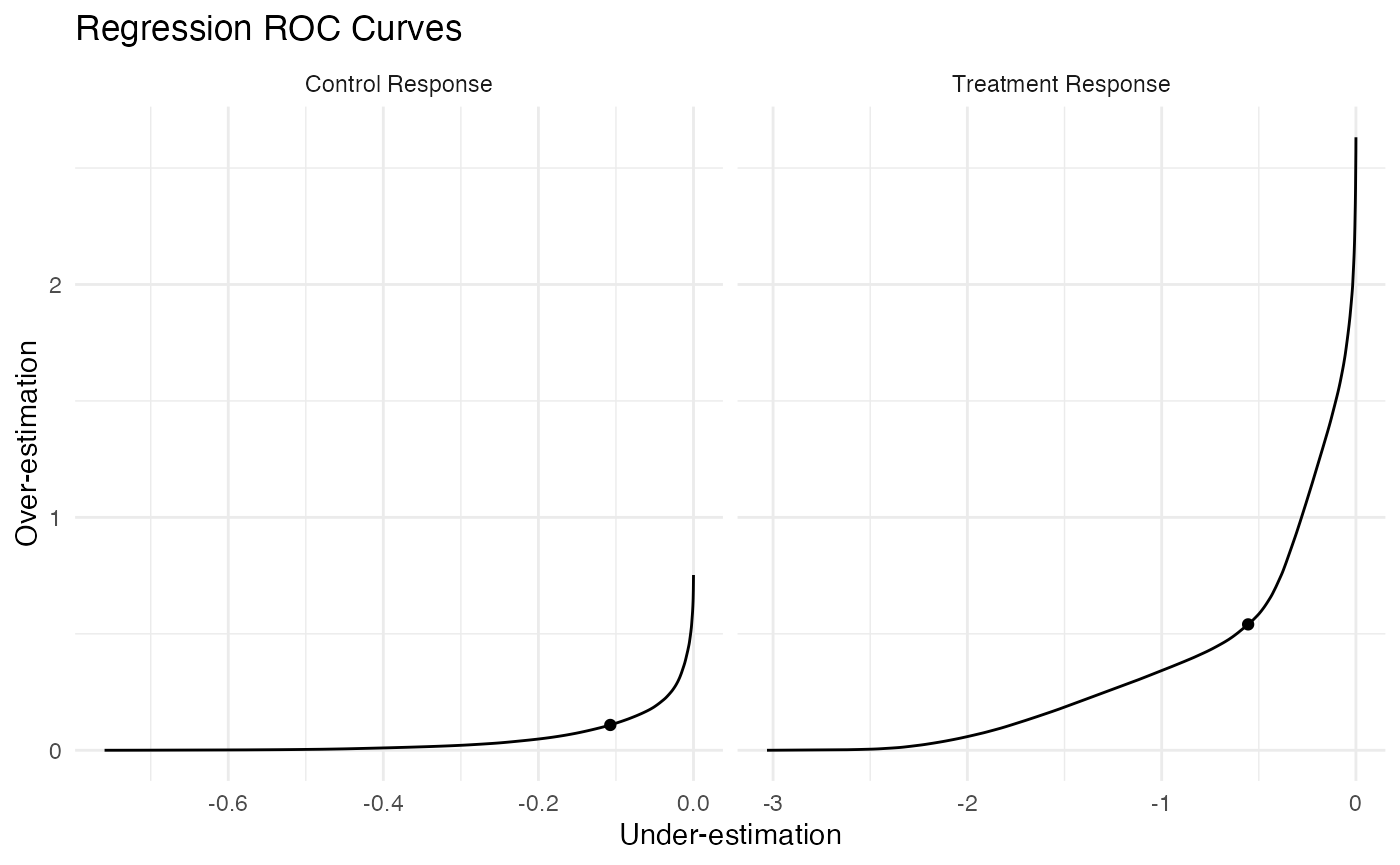 Regression ROC Curves
Control Response
Treatment Response
Over-estimation
2
1
0
-0.6
-0.4
-0.2
0.0
-3
-2
-1
0
Under-estimation